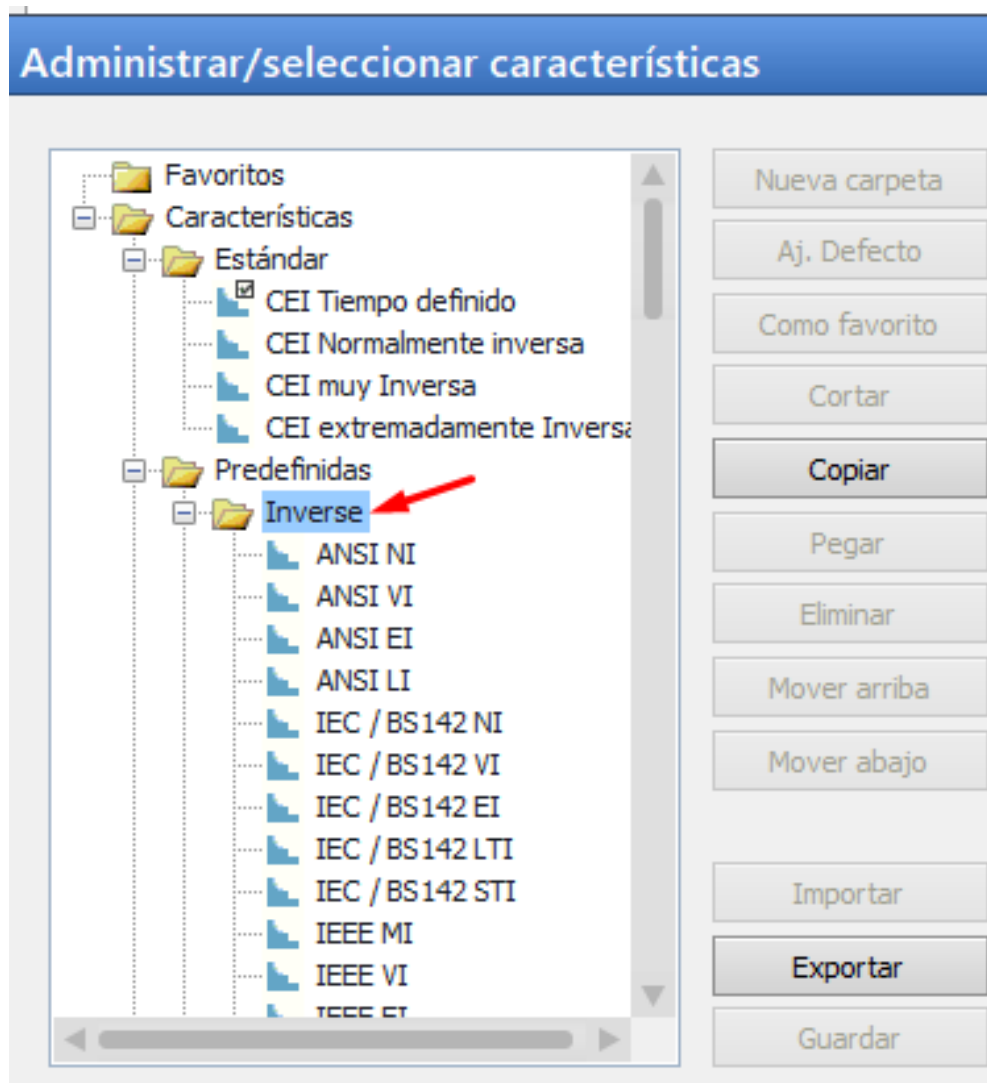 Administrar/seleccionar características
Favoritos
Características
Estándar
CEI Tiempo definido
CEI Normalmente inversa
CEI muy Inversa
CEI extremadamente Inversa
Predefinidas
Inverse
ANSI NI
ANSI VI
ANSI EI
ANSI LI
IEC / BS142 NI
IEC / BS142 VI
IEC / BS142 EI
IEC / BS142 LTI
IEC / BS142 STI
IEEE MI
IEEE VI
IEEE EI
Nueva carpeta
Aj. Defecto
Como favorito
Cortar
Copiar
Pegar
Eliminar
Mover arriba
Mover abajo
Importar
Exportar
Guardar